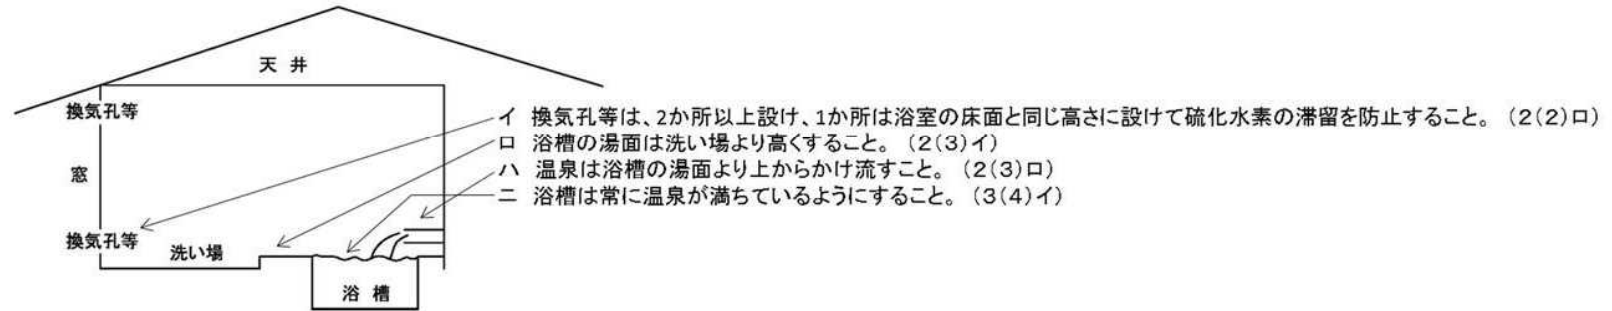 天 井
換気孔等
イ 換気孔等は、2か所以上設け、1か所は浴室の床面と同じ高さに設けて硫化水素の滞留を防止すること。 (2(2)ロ)
ロ 浴槽の湯面は洗い場より高くすること。 (2(3)イ)
ハ 温泉は浴槽の湯面より上からかけ流すこと。 (2(3)ロ)
窓
ニ 浴槽は常に温泉が満ちているようにすること。 (3(4)イ)
換気孔等
洗い場
浴 槽